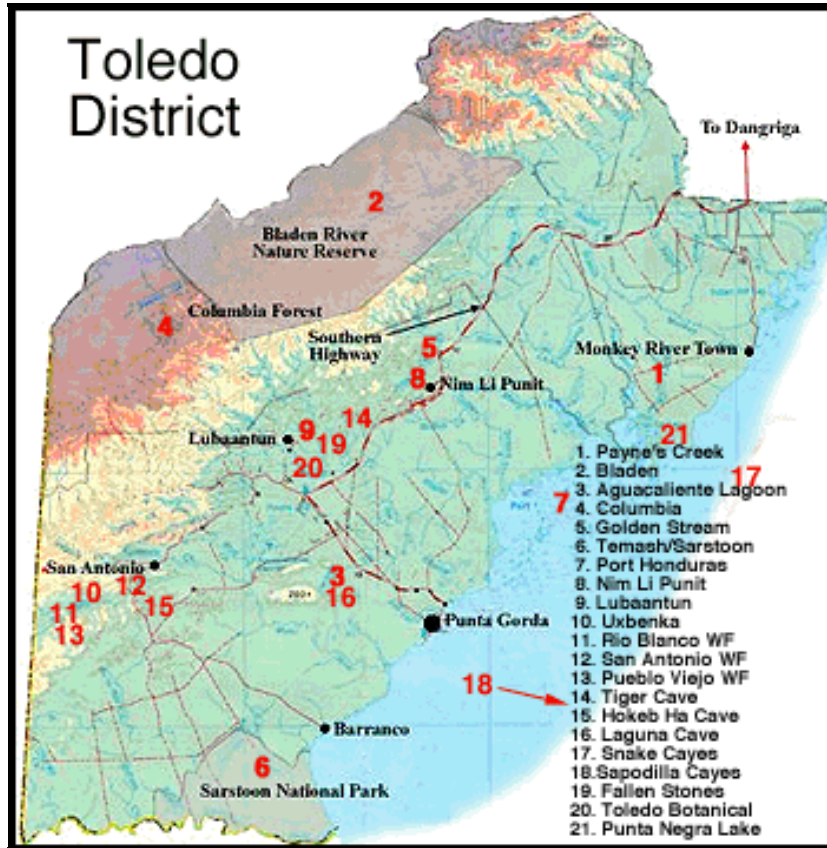 Toledo
District
To Dangriga
2
Bladen River
Nature Reserve
Columbia Forest
4
Southern
Highway
5
Monkey River Town
1
8
Nim Li Punit
14
Lubaantun
9
19
21
20
17
7
San Antonio
3
12
10
16
15
11
13
Punta Gorda
18
Barranco
6
Sarstoon National Park
1. Payne's Creek
2. Bladen
3. Aguacaliente Lagoon
4. Columbia
5. Golden Stream
6. Temash/Sarstoon
7. Port Honduras
8. Nim Li Punit
9. Lubaantun
10. Uxbenka
11. Rio Blanco WF
12. San Antonio WF
13. Pueblo Viejo WF
14. Tiger Cave
15. Hokeb Ha Cave
16. Laguna Cave
17. Snake Cayes
18. Sapodilla Cayes
19. Fallen Stones
20. Toledo Botanical
21. Punta Negra Lake